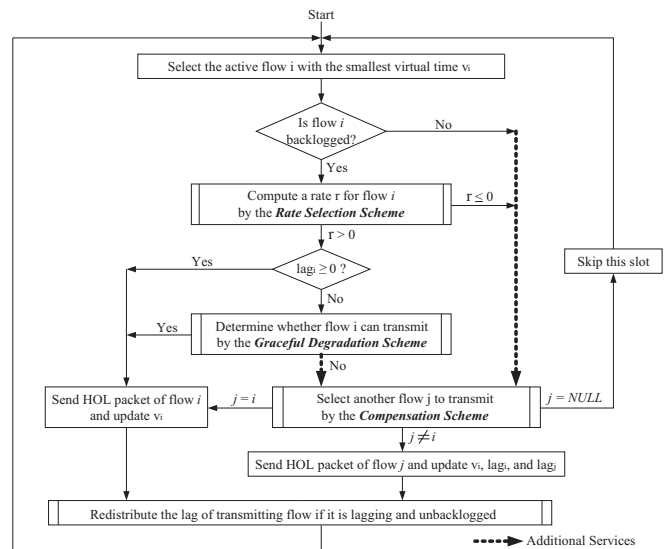 Start
Select the active flow i with the smallest virtual time vᵢ
Is flow i
backlogged?
No
Yes
Compute a rate r for flow i
by the Rate Selection Scheme
r ≤ 0
r > 0
Yes
lagᵢ ≥ 0 ?
Skip this slot
No
Determine whether flow i can transmit
by the Graceful Degradation Scheme
Yes
No
Send HOL packet of flow i
and update vᵢ
j = i
Select another flow j to transmit
by the Compensation Scheme
j = NULL
j ≠ i
Send HOL packet of flow j and update vᵢ, lagᵢ, and lagⱼ
Redistribute the lag of transmitting flow if it is lagging and unbacklogged
Additional Services